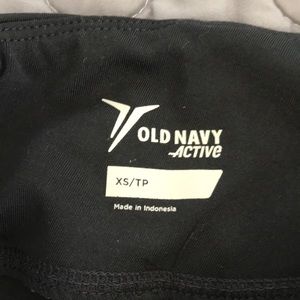 OLD NAVY
ACTIVE
XS/TP
Made in Indonesia